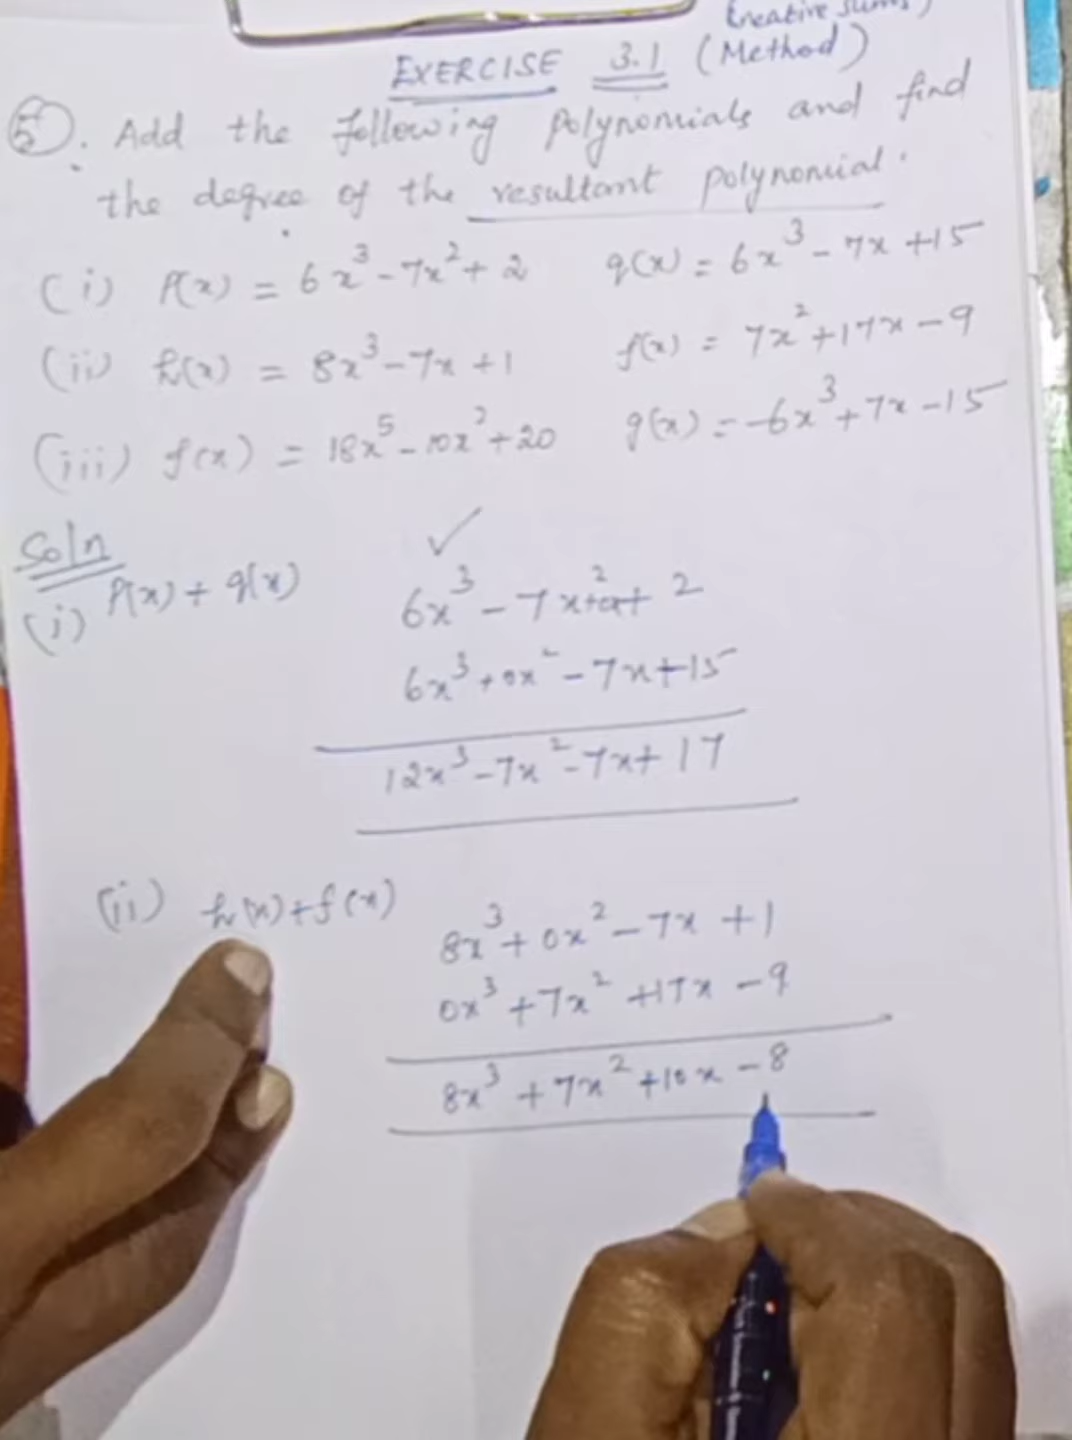 Creative Sums)
EXERCISE 3.1 (Method)
5. Add the following polynomials and find
the degree of the resultant polynomial.
(i) P(x) = 6x³ - 7x² + 2 q(x) = 6x³ - 7x + 15
(ii) h(x) = 8x³ - 7x + 1 f(x) = 7x² + 17x - 9
(iii) f(x) = 18x⁵ - 10x² + 20 g(x) = -6x³ + 7x - 15
Soln
(i) P(x) + q(x) 6x³ - 7x² + 0x + 2
6x³ + 0x² - 7x + 15
12x³ - 7x² - 7x + 17
(ii) h(x) + f(x) 8x³ + 0x² - 7x + 1
0x³ + 7x² + 17x - 9
8x³ + 7x² + 10x - 8